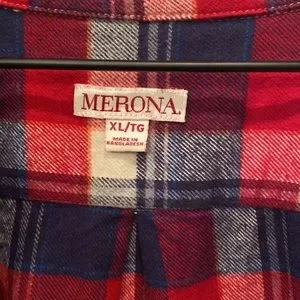 MERONA.
XL/TG
MADE IN
BANGLADESH